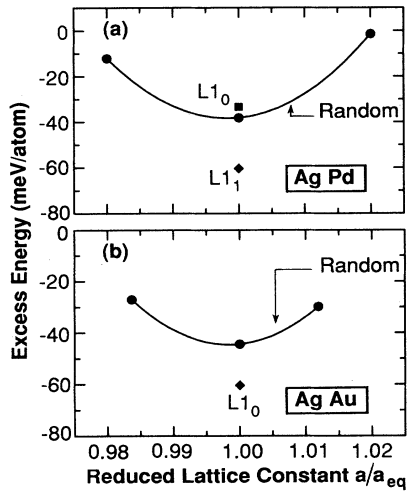 (a)
0
-20
-40
-60
-80
L1₀
Random
L1₁
Ag Pd
Excess Energy (meV/atom)
(b)
0
-20
-40
-60
-80
Random
L1₀
Ag Au
0.98 0.99 1.00 1.01 1.02
Reduced Lattice Constant a/aeq